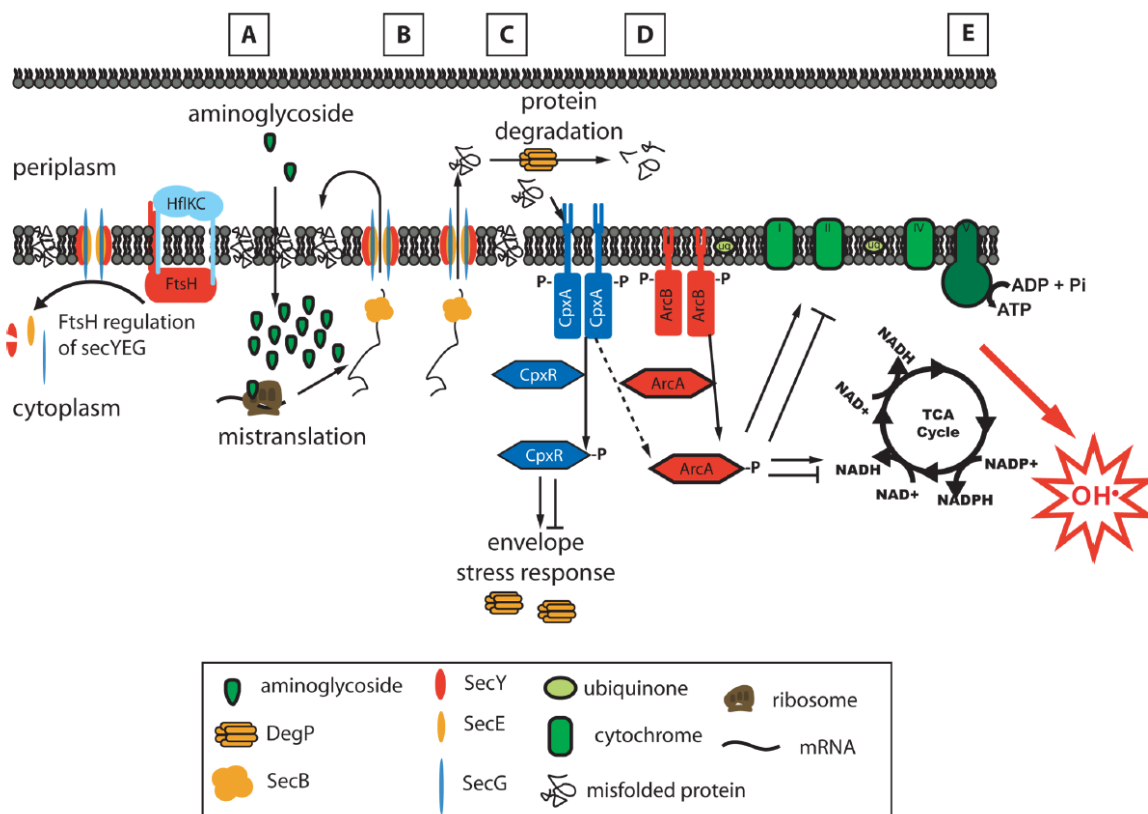 A
B
C
D
E
aminoglycoside
protein
degradation
periplasm
HflKC
FtsH
FtsH regulation
of secYEG
cytoplasm
mistranslation
P-
-P
CpxA
CpxA
P-
-P
ArcB
ArcB
uq
I
II
uq
IV
V
ADP + Pi
ATP
CpxR
ArcA
CpxR
-P
ArcA
-P
NADH
NAD+
TCA
Cycle
NADH
NAD+
NADP+
NADPH
OH•
envelope
stress response
aminoglycoside
DegP
SecB
SecY
SecE
SecG
ubiquinone
cytochrome
misfolded protein
ribosome
mRNA